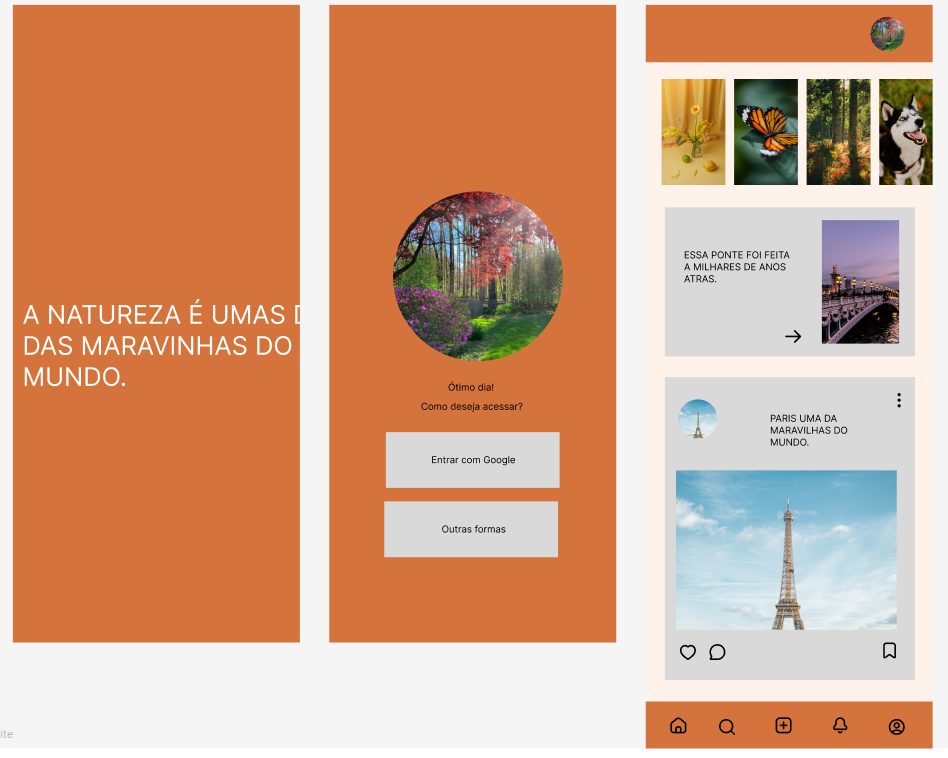 A NATUREZA É UMAS D
DAS MARAVINHAS DO
MUNDO.
Ótimo dia!
Como deseja acessar?
Entrar com Google
Outras formas
ESSA PONTE FOI FEITA
A MILHARES DE ANOS
ATRAS.
PARIS UMA DA
MARAVILHAS DO
MUNDO.
ite